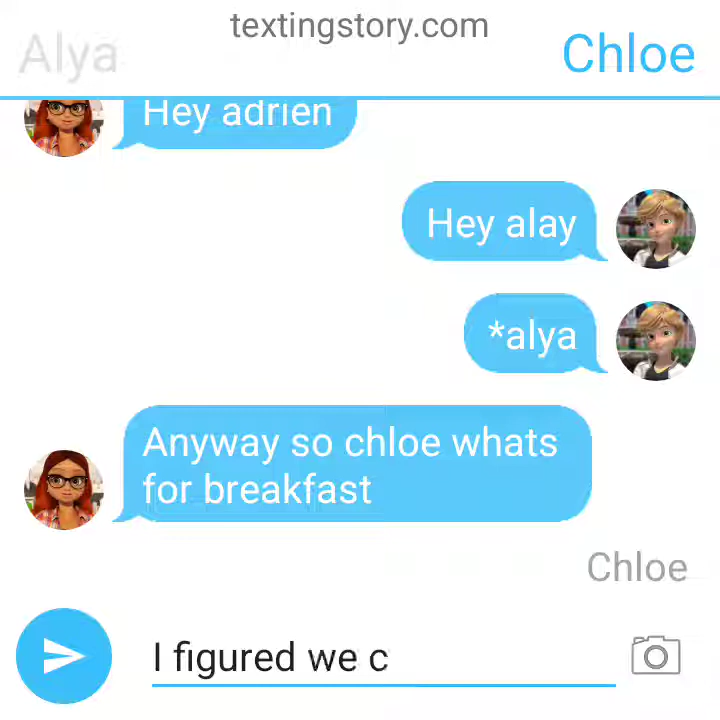 textingstory.com
Alya
Chloe
Hey adrien
Hey alay
*alya
Anyway so chloe whats
for breakfast
Chloe
I figured we c